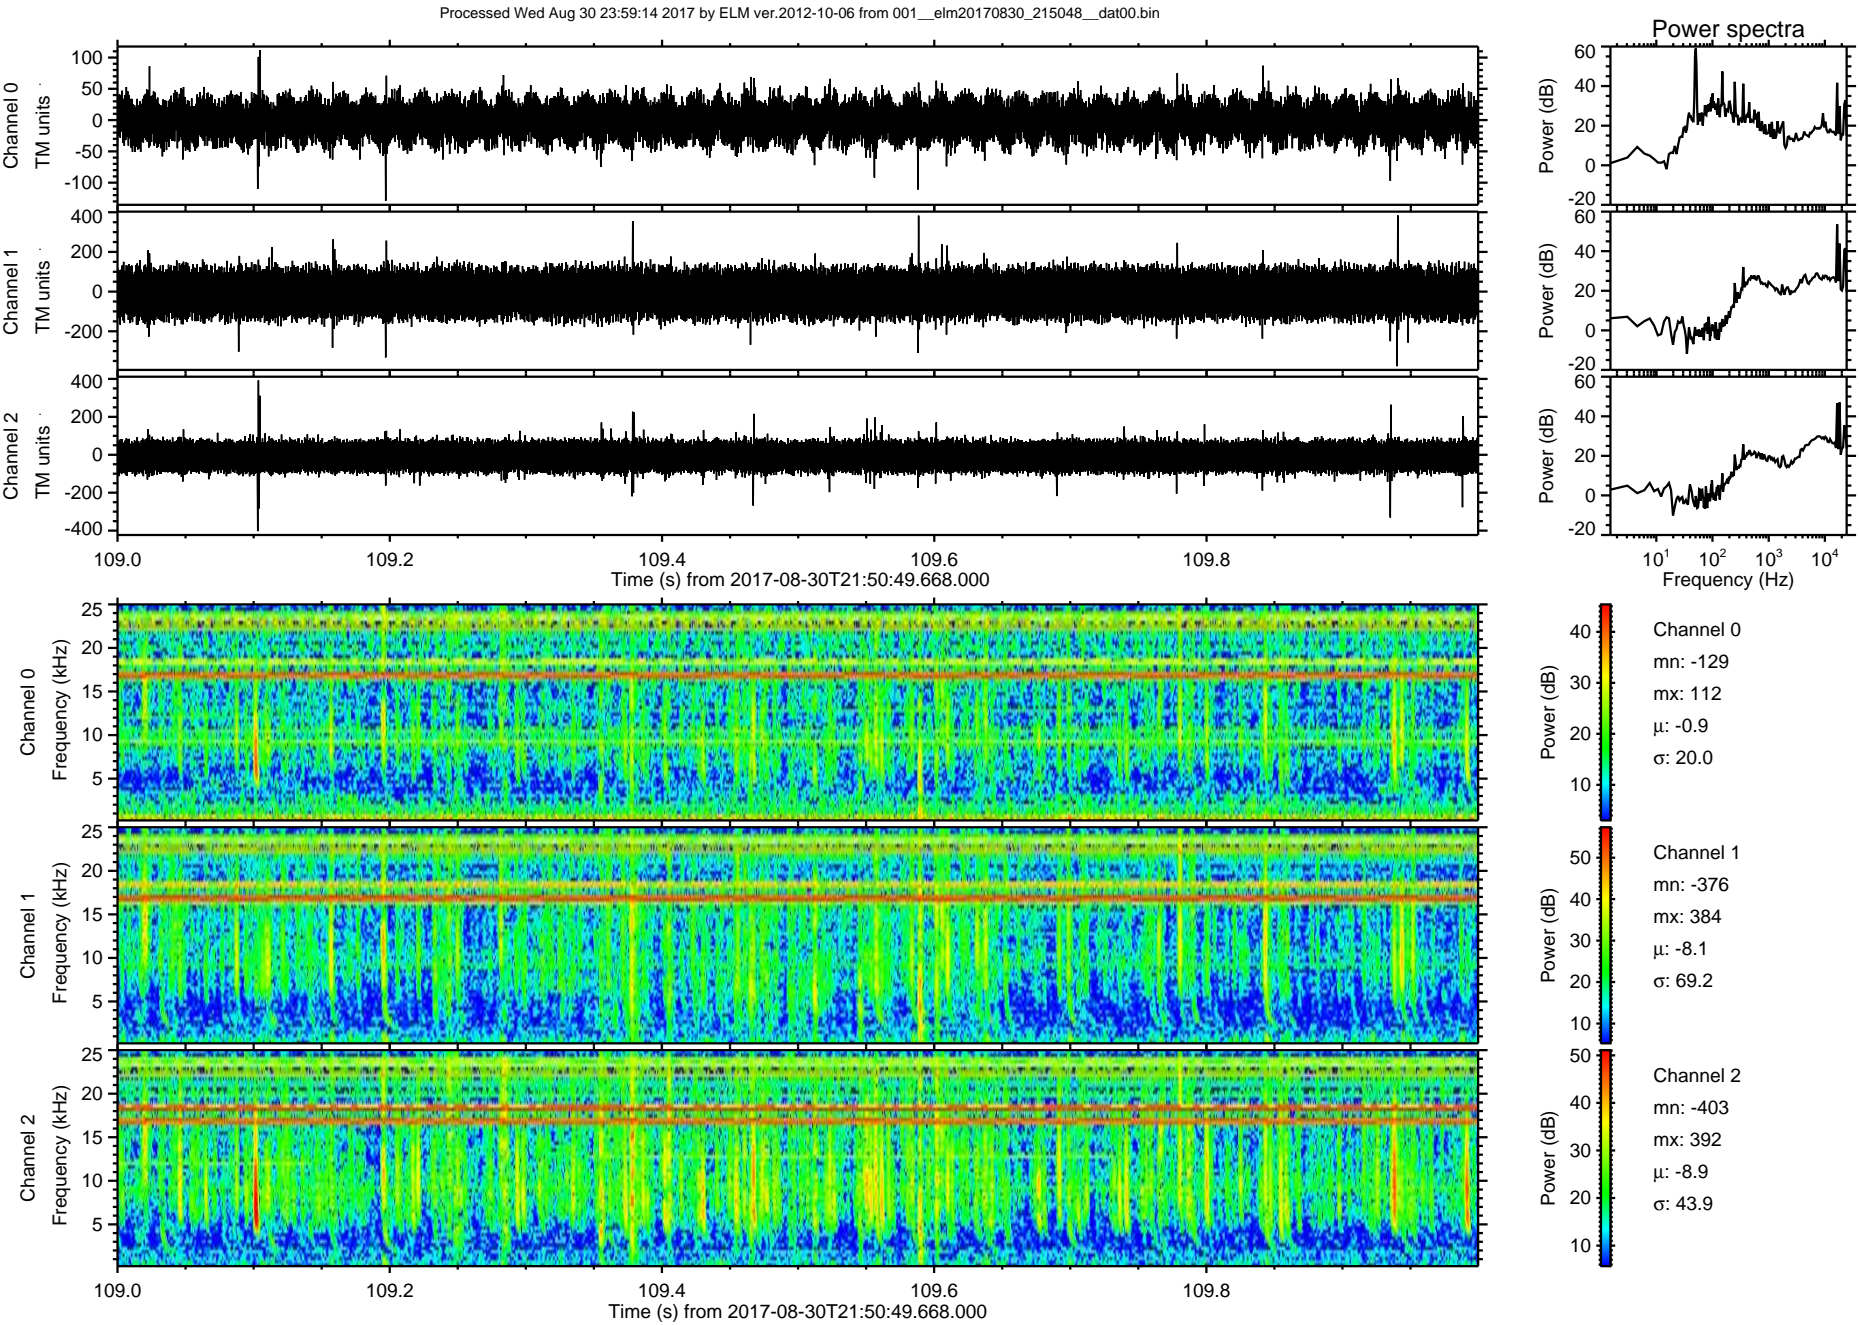 Processed Wed Aug 30 23:59:14 2017 by ELM ver.2012-10-06 from 001__elm20170830_215048__dat00.bin
Power spectra
Channel 0
TM units
100
50
0
-50
-100
Power (dB)
60
40
20
0
-20
Channel 1
TM units
400
200
0
-200
Power (dB)
60
40
20
0
-20
Channel 2
TM units
400
200
0
-200
-400
Power (dB)
60
40
20
0
-20
109.0 109.2 109.4 109.6 109.8
Time (s) from 2017-08-30T21:50:49.668.000
10^1 10^2 10^3 10^4
Frequency (Hz)
Channel 0
Frequency (kHz)
25
20
15
10
5
Power (dB)
40
30
20
10
Channel 0
mn: -129
mx: 112
μ: -0.9
σ: 20.0
Channel 1
Frequency (kHz)
25
20
15
10
5
Power (dB)
50
40
30
20
10
Channel 1
mn: -376
mx: 384
μ: -8.1
σ: 69.2
Channel 2
Frequency (kHz)
25
20
15
10
5
Power (dB)
50
40
30
20
10
Channel 2
mn: -403
mx: 392
μ: -8.9
σ: 43.9
109.0 109.2 109.4 109.6 109.8
Time (s) from 2017-08-30T21:50:49.668.000